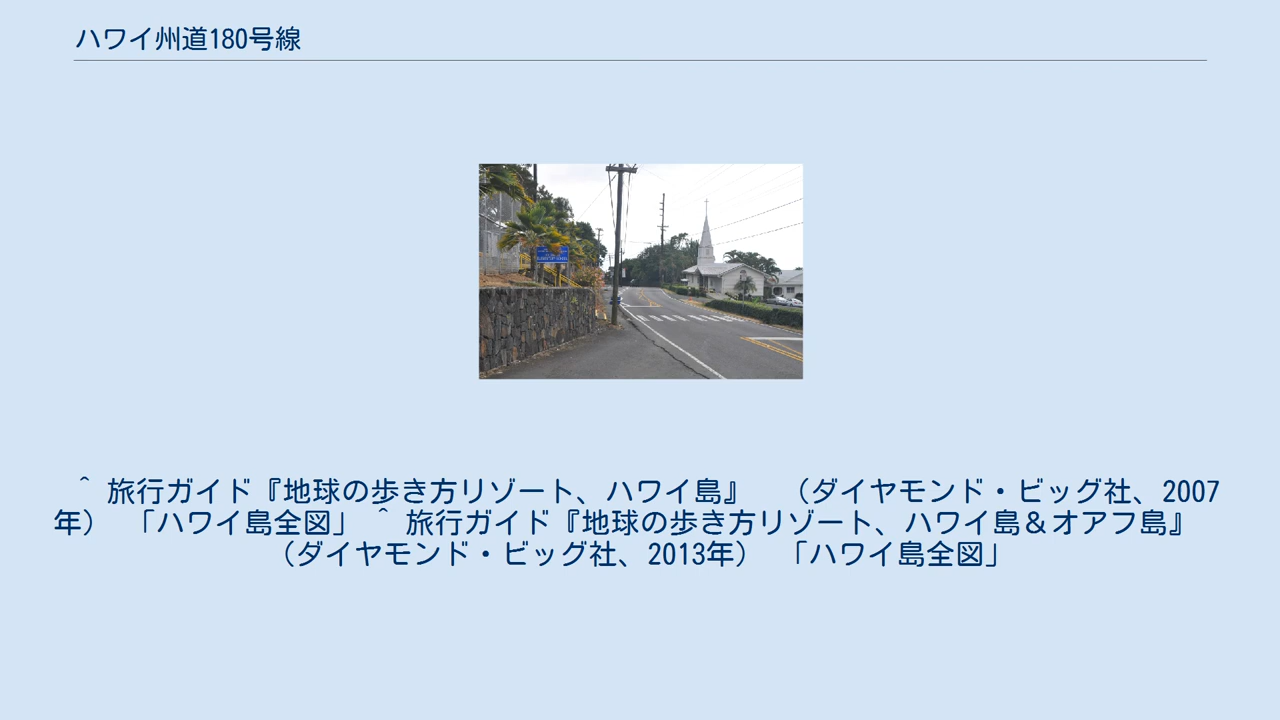 ハワイ州道180号線
^ 旅行ガイド『地球の歩き方リゾート、ハワイ島』　（ダイヤモンド・ビッグ社、2007
年）　「ハワイ島全図」 ^ 旅行ガイド『地球の歩き方リゾート、ハワイ島＆オアフ島』
（ダイヤモンド・ビッグ社、2013年）　「ハワイ島全図」